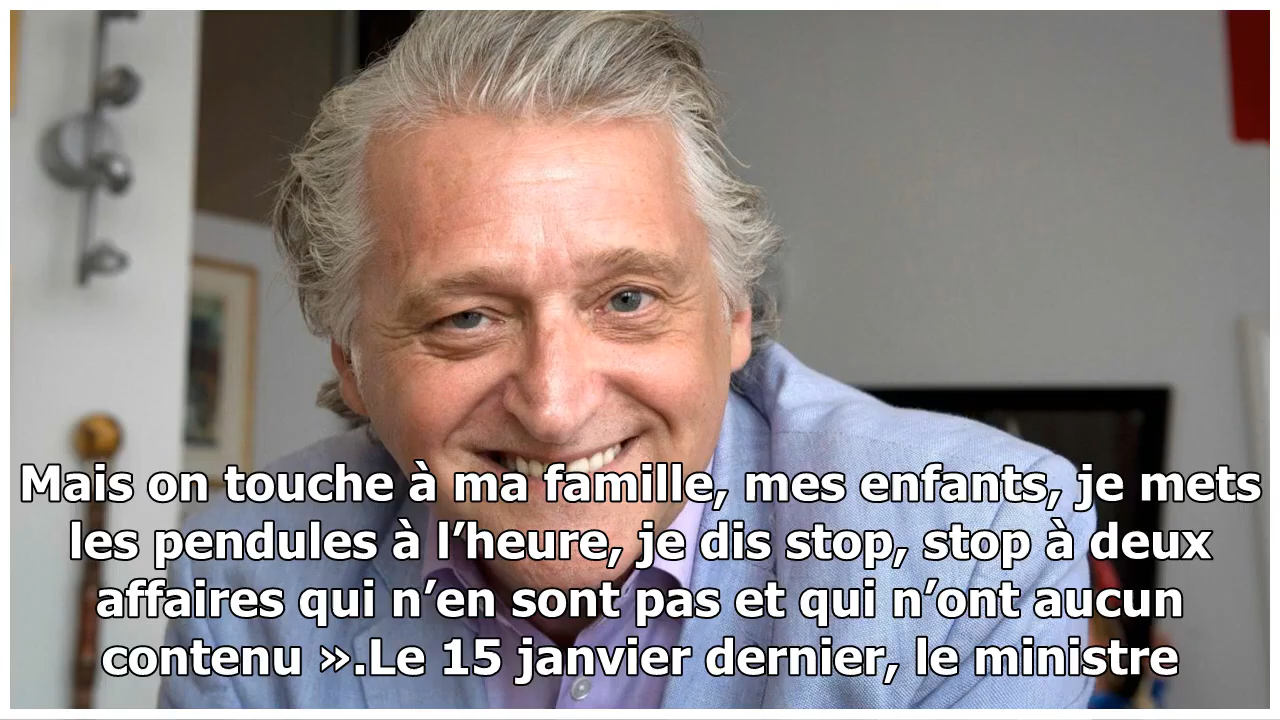 Mais on touche à ma famille, mes enfants, je mets
les pendules à l’heure, je dis stop, stop à deux
affaires qui n’en sont pas et qui n’ont aucun
contenu ».Le 15 janvier dernier, le ministre